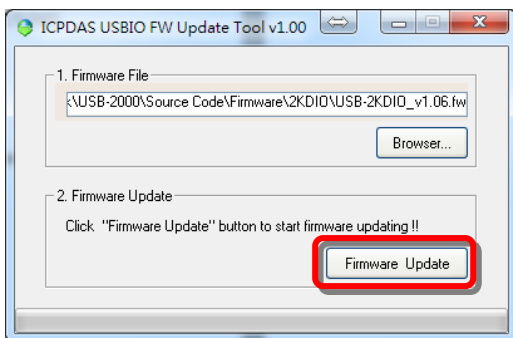 ICPDAS USBIO FW Update Tool v1.00
1. Firmware File
\USB-2000\Source Code\Firmware\2KDIO\USB-2KDIO_v1.06.fw
Browser...
2. Firmware Update
Click "Firmware Update" button to start firmware updating !!
Firmware Update